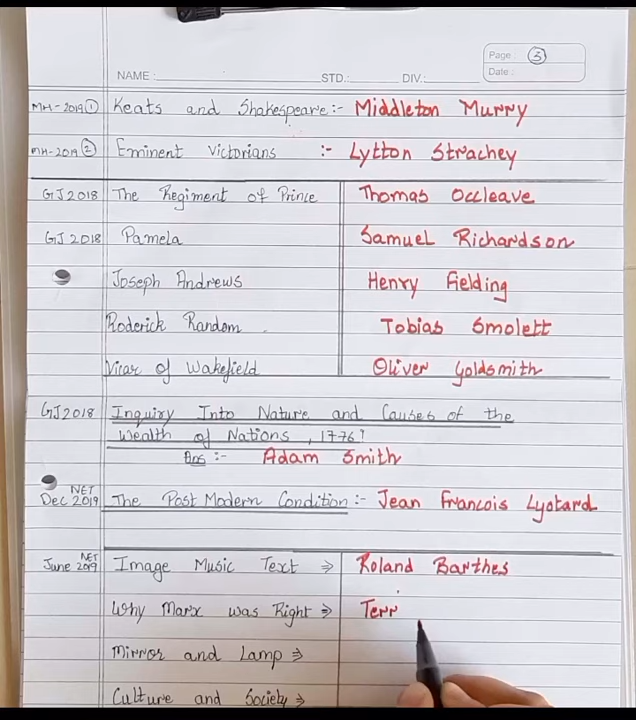 Page : 3
Date :
NAME : STD.: DIV.:
MH-2019 1 Keats and Shakespeare:- Middleton Murry
MH-2019 2 Eminent Victorians :- Lytton Strachey
GJ2018 The Regiment of Prince Thomas Occleave
GJ 2018 Pamela Samuel Richardson
Joseph Andrews Henry Fielding
Roderick Random Tobias Smolett
Vicar of Wakefield Oliver Goldsmith
GJ2018 Inquiry Into Nature and Causes of the
Wealth of Nations, 1776?
Ans :- Adam Smith
NET
Dec 2019 The Post Modern Condition :- Jean Francois Lyotard
NET
June 2019 Image Music Text ⇒ Roland Barthes
Why Marx was Right ⇒ Terr
Mirror and Lamp ⇒
Culture and Society ⇒